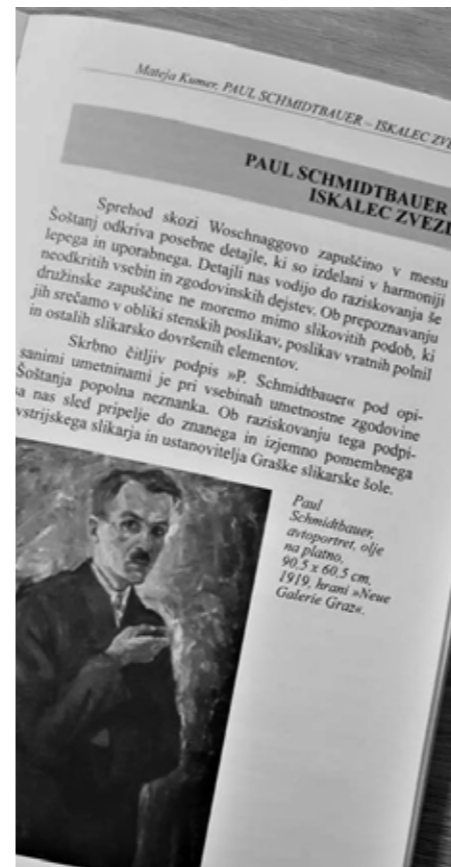 Mateja Kumer, PAUL SCHMIDTBAUER – ISKALEC
PAUL SCHMIDTBAUER
ISKALEC
Sprehod skozi Woschnaggovo zapuščino v mestu
Šoštanj odkriva posebne detajle, ki so izdelani v harmoniji
lepega in uporabnega. Detajli nas vodijo do raziskovanja še
neodkritih vsebin in zgodovinskih dejstev. Ob prepoznavanju
družinske zapuščine ne moremo mimo slikovitih podob, ki
jih srečamo v obliki stenskih poslikav, poslikav vratnih polnil
in ostalih slikarsko dovršenih elementov.
Skrbno čitljiv podpis »P. Schmidtbauer« pod opi-
sanimi umetninami je pri vsebinah umetnostne zgodovine
Šoštanja popolna neznanka. Ob raziskovanju tega podpi-
sa nas sled pripelje do znanega in izjemno pomembnega
vstrijskega slikarja in ustanovitelja Graške slikarske šole.
Paul
Schmidtbauer,
avtoportret, olje
na platno,
90,5 x 60,5 cm,
1919, hrani »Neue
Galerie Graz«.